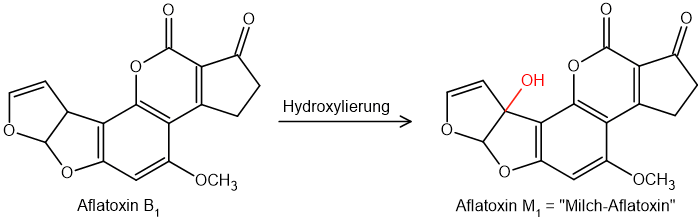 O O
O
O
O
OCH₃
Aflatoxin B₁
Hydroxylierung
O O
OH
O
O
O
OCH₃
Aflatoxin M₁ = "Milch-Aflatoxin"